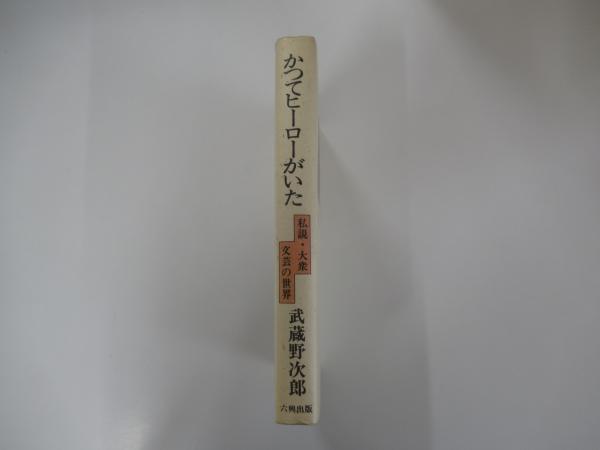 かつてヒーローがいた
私説・大衆
文芸の世界
武蔵野次郎
六興出版